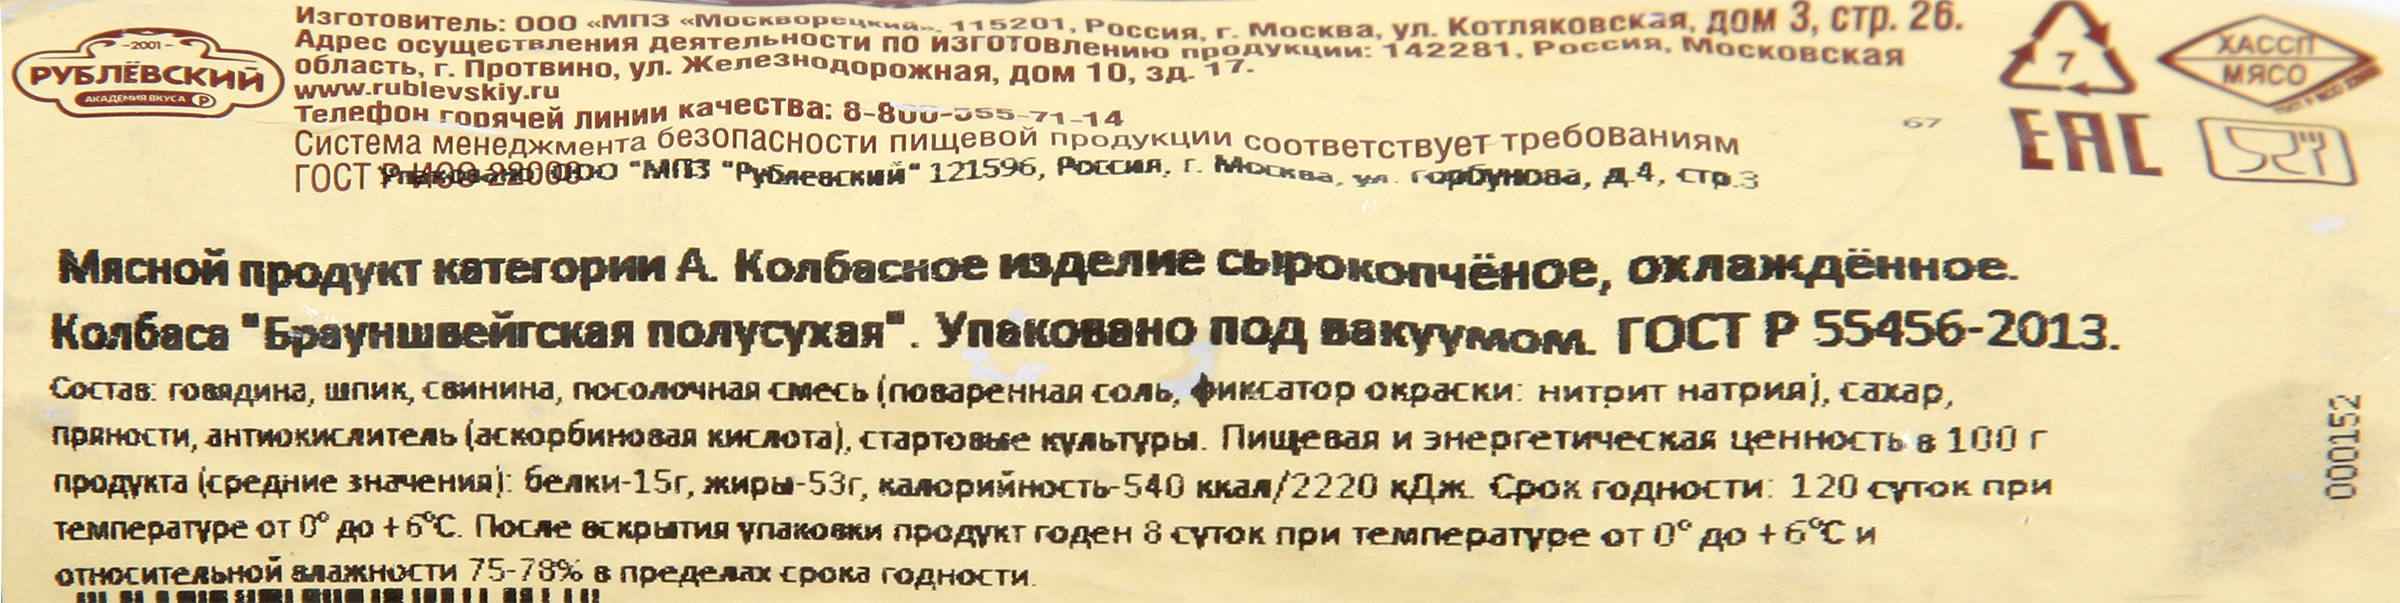 -2001-
РУБЛЁВСКИЙ
АКАДЕМИЯ ВКУСА Р
Изготовитель: ООО «МПЗ «Москворецкий». 115201, Россия, г. Москва, ул. Котляковская, дом 3, стр. 26.
Адрес осуществления деятельности по изготовлению продукции: 142281, Россия, Московская
область, г. Протвино, ул. Железнодорожная, дом 10, зд. 17.
www.rublevskiy.ru
Телефон горячей линии качества: 8-800-555-71-14
Система менеджмента безопасности пищевой продукции соответствует требованиям
ГОСТ Р ИСО 22000
Упаковано ООО "МПЗ "Рублевский" 121596, Россия, г. Москва, ул. Горбунова, д.4, стр.3
67
7
ХАССП
МЯСО
ЕАС
Мясной продукт категории А. Колбасное изделие сырокопчёное, охлаждённое.
Колбаса "Брауншвейгская полусухая". Упаковано под вакуумом. ГОСТ Р 55456-2013.
Состав: говядина, шпик, свинина, посолочная смесь (поваренная соль, фиксатор окраски: нитрит натрия), сахар,
пряности, антиокислитель (аскорбиновая кислота), стартовые культуры. Пищевая и энергетическая ценность в 100 г
продукта (средние значения): белки-15г, жиры-53г, калорийность-540 ккал/2220 кДж. Срок годности: 120 суток при
температуре от 0° до +6°С. После вскрытия упаковки продукт годен 8 суток при температуре от 0° до +6°С и
относительной влажности 75-78% в пределах срока годности.
000152